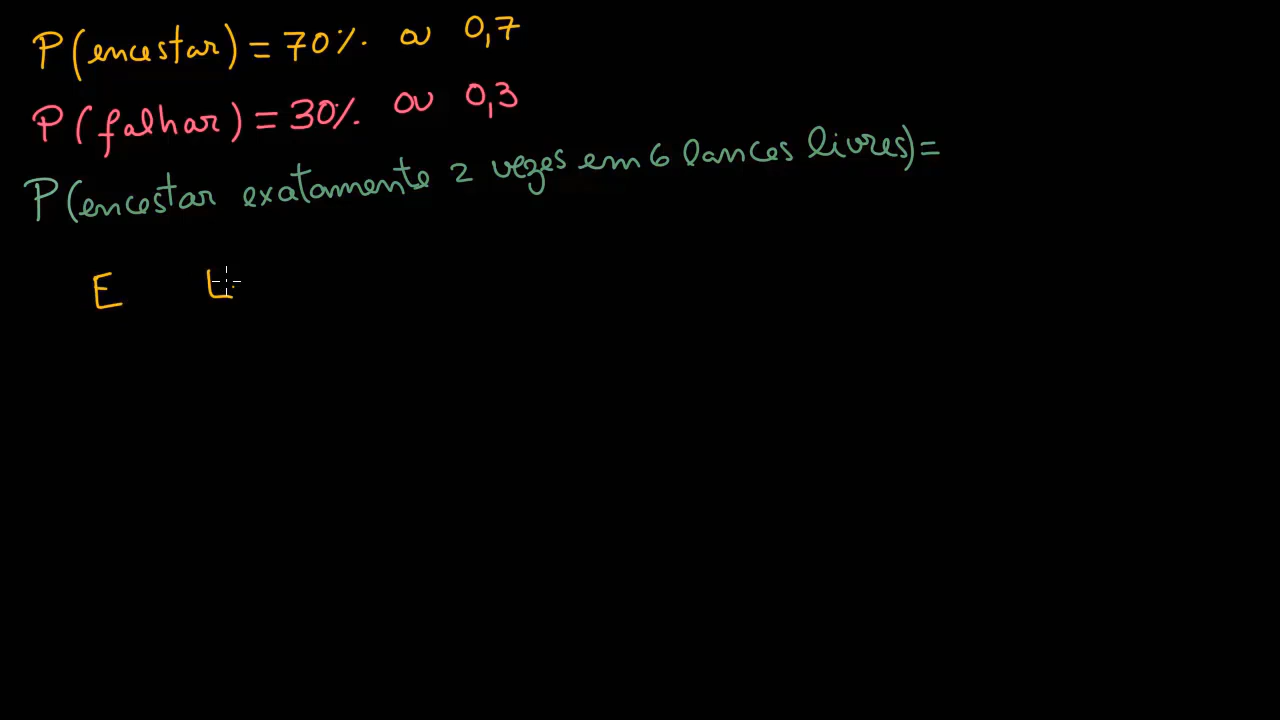 P(encestar) = 70% ou 0,7
P(falhar) = 30% ou 0,3
P(encestar exatamente 2 vezes em 6 lances livres) =
E